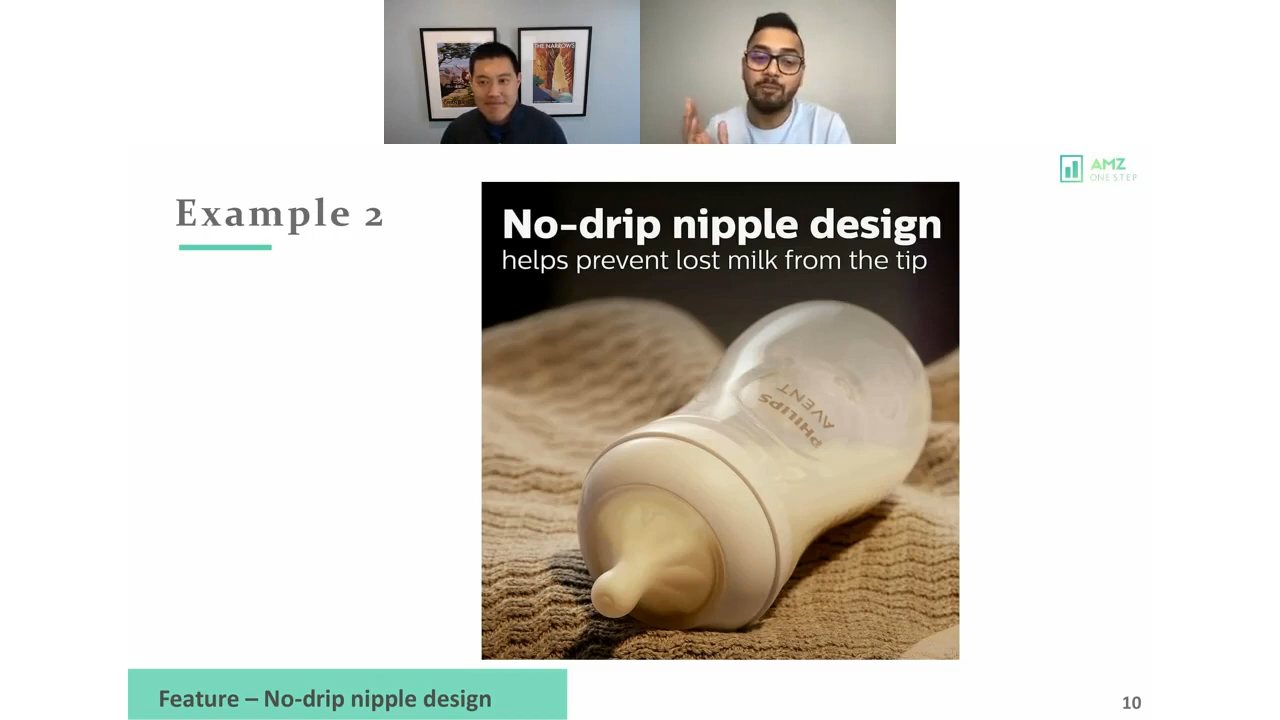 THE NARROWS
AMZ
ONE STEP
Example 2
No-drip nipple design
helps prevent lost milk from the tip
PHILIPS
AVENT
Feature – No-drip nipple design
10